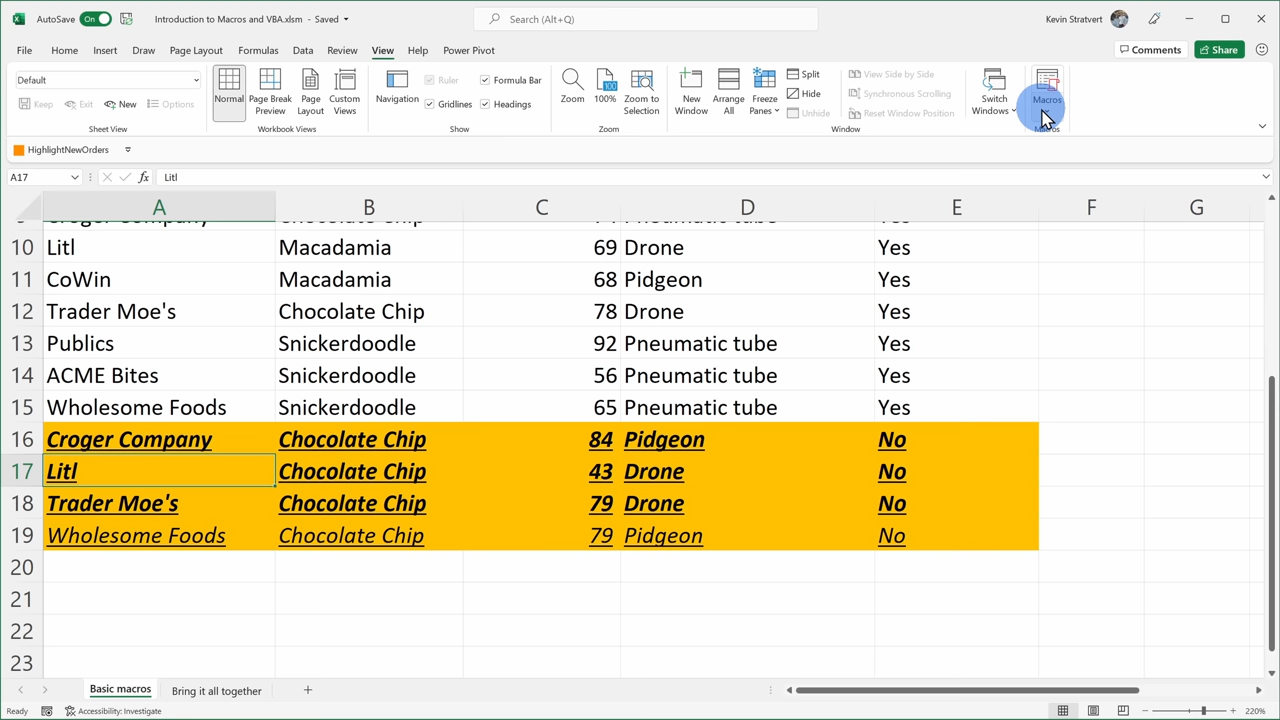 AutoSave On Introduction to Macros and VBA.xlsm - Saved Search (Alt+Q) Kevin Stratvert
File Home Insert Draw Page Layout Formulas Data Review View Help Power Pivot Comments Share
Default
Keep Exit New Options
Sheet View
Normal
Page Break Preview
Page Layout
Custom Views
Workbook Views
Navigation
Ruler
Formula Bar
Gridlines
Headings
Show
Zoom
100%
Zoom to Selection
Zoom
New Window
Arrange All
Freeze Panes
Split
Hide
Unhide
View Side by Side
Synchronous Scrolling
Reset Window Position
Window
Switch Windows
Macros
Macros
HighlightNewOrders
A17 fx Litl
A B C D E F G
10 Litl Macadamia 69 Drone Yes
11 CoWin Macadamia 68 Pidgeon Yes
12 Trader Moe's Chocolate Chip 78 Drone Yes
13 Publics Snickerdoodle 92 Pneumatic tube Yes
14 ACME Bites Snickerdoodle 56 Pneumatic tube Yes
15 Wholesome Foods Snickerdoodle 65 Pneumatic tube Yes
16 Croger Company Chocolate Chip 84 Pidgeon No
17 Litl Chocolate Chip 43 Drone No
18 Trader Moe's Chocolate Chip 79 Drone No
19 Wholesome Foods Chocolate Chip 79 Pidgeon No
20
21
22
23
Basic macros Bring it all together
Ready Accessibility: Investigate 220%